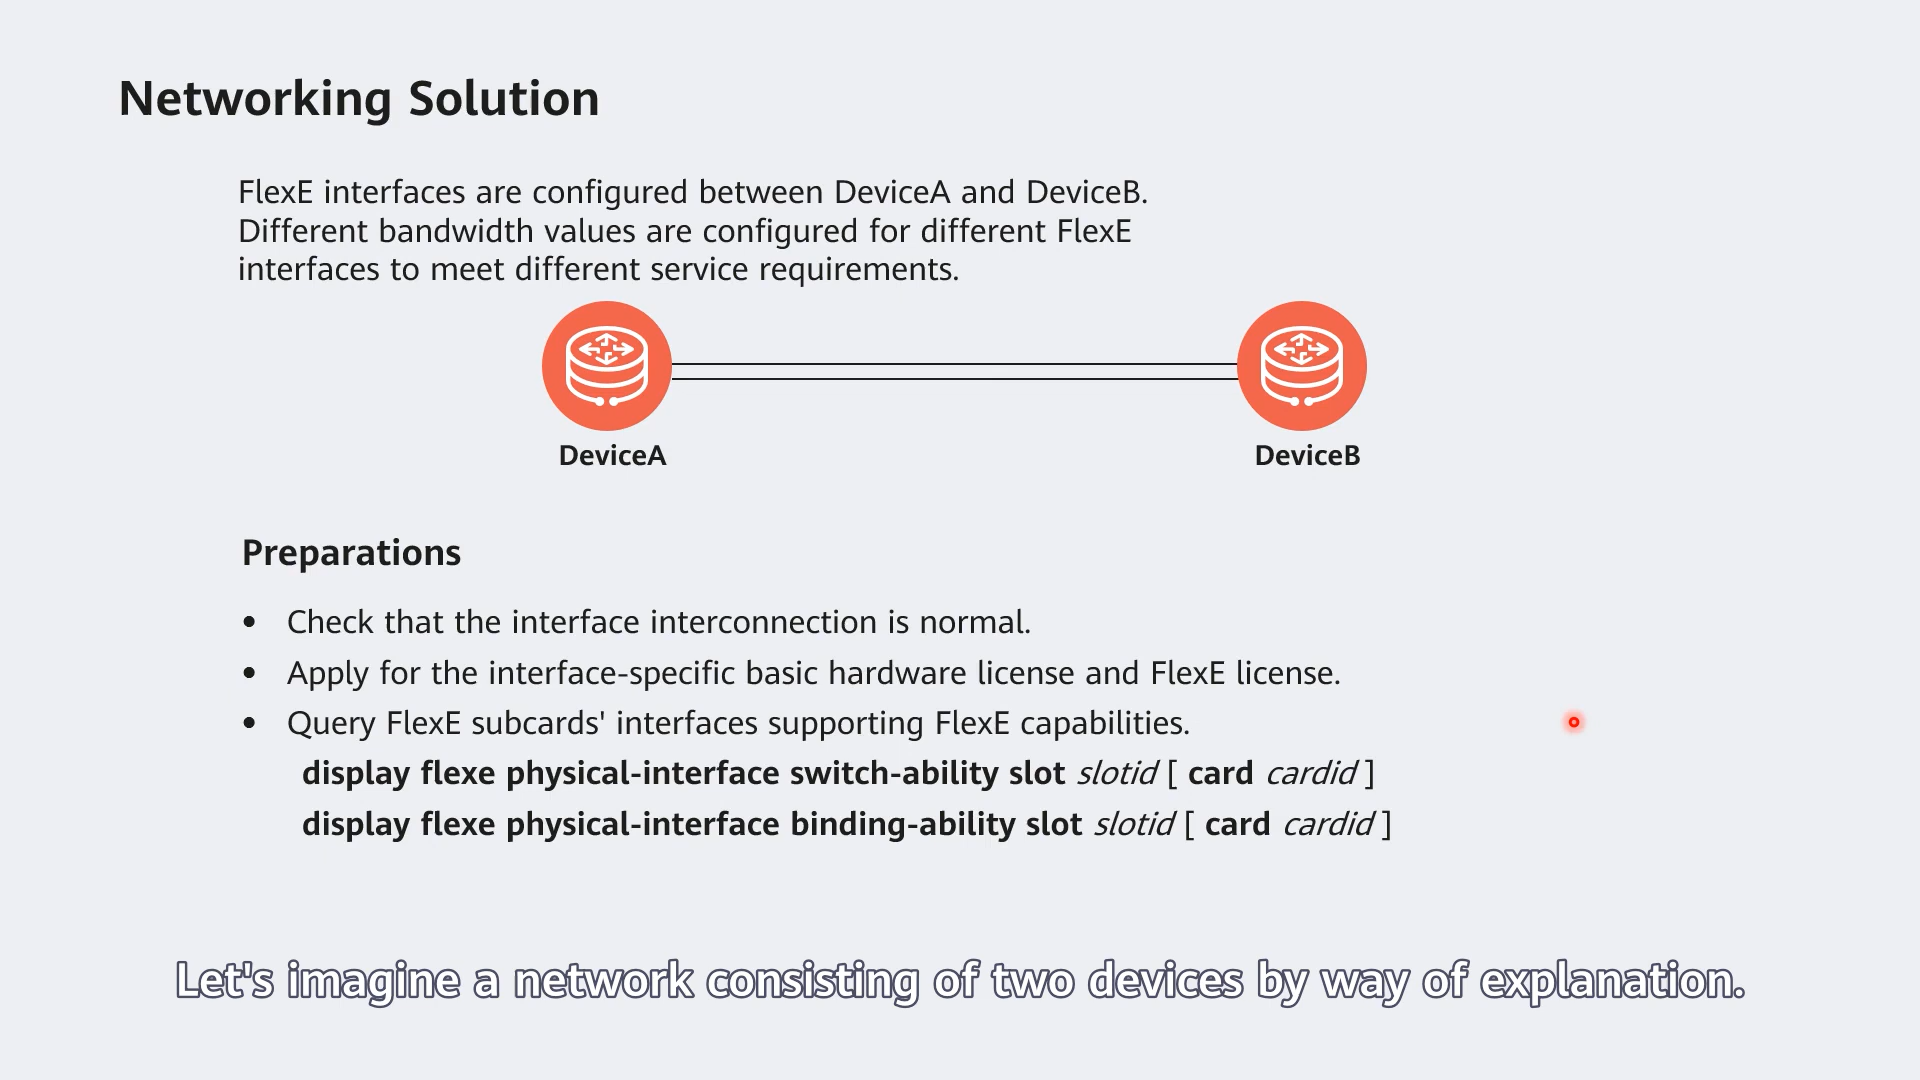 Networking Solution
FlexE interfaces are configured between DeviceA and DeviceB.
Different bandwidth values are configured for different FlexE
interfaces to meet different service requirements.
DeviceA
DeviceB
Preparations
• Check that the interface interconnection is normal.
• Apply for the interface-specific basic hardware license and FlexE license.
• Query FlexE subcards' interfaces supporting FlexE capabilities.
display flexe physical-interface switch-ability slot slotid [ card cardid ]
display flexe physical-interface binding-ability slot slotid [ card cardid ]
Let's imagine a network consisting of two devices by way of explanation.